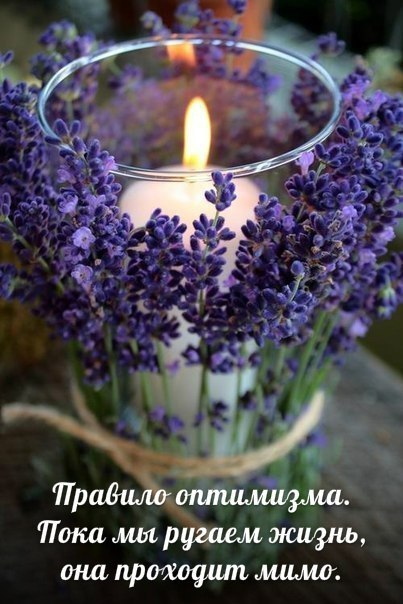 Правило оптимизма.
Пока мы ругаем жизнь,
она проходит мимо.